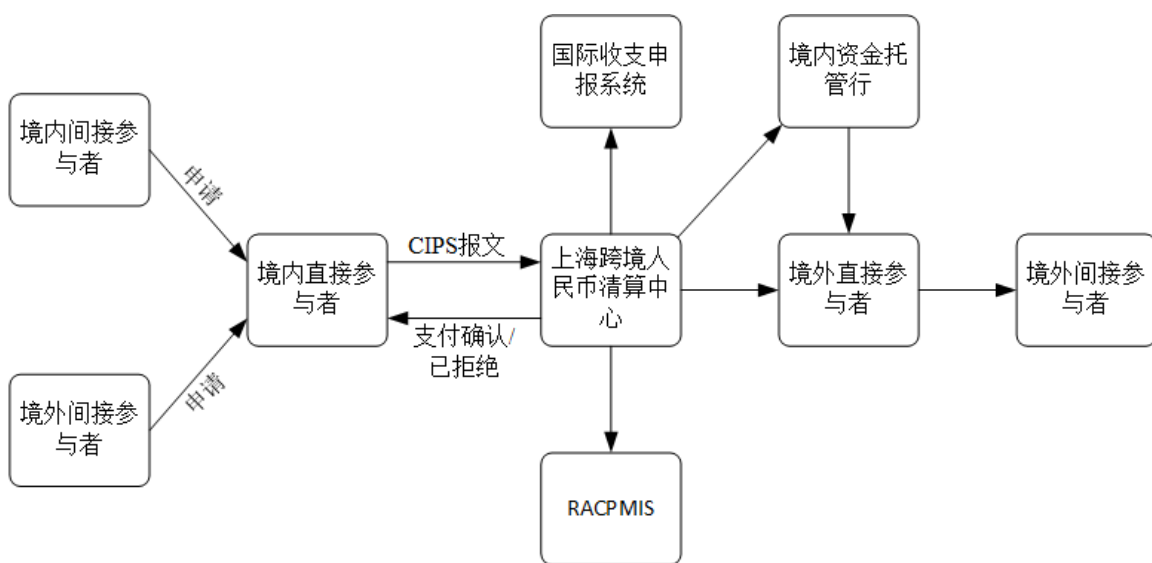 国际收支申
报系统
境内资金托
管行
境内间接参
与者
申请
境内直接参
与者
CIPS报文
支付确认/
已拒绝
上海跨境人
民币清算中
心
境外直接参
与者
境外间接参
与者
境外间接参
与者
申请
RACPMIS